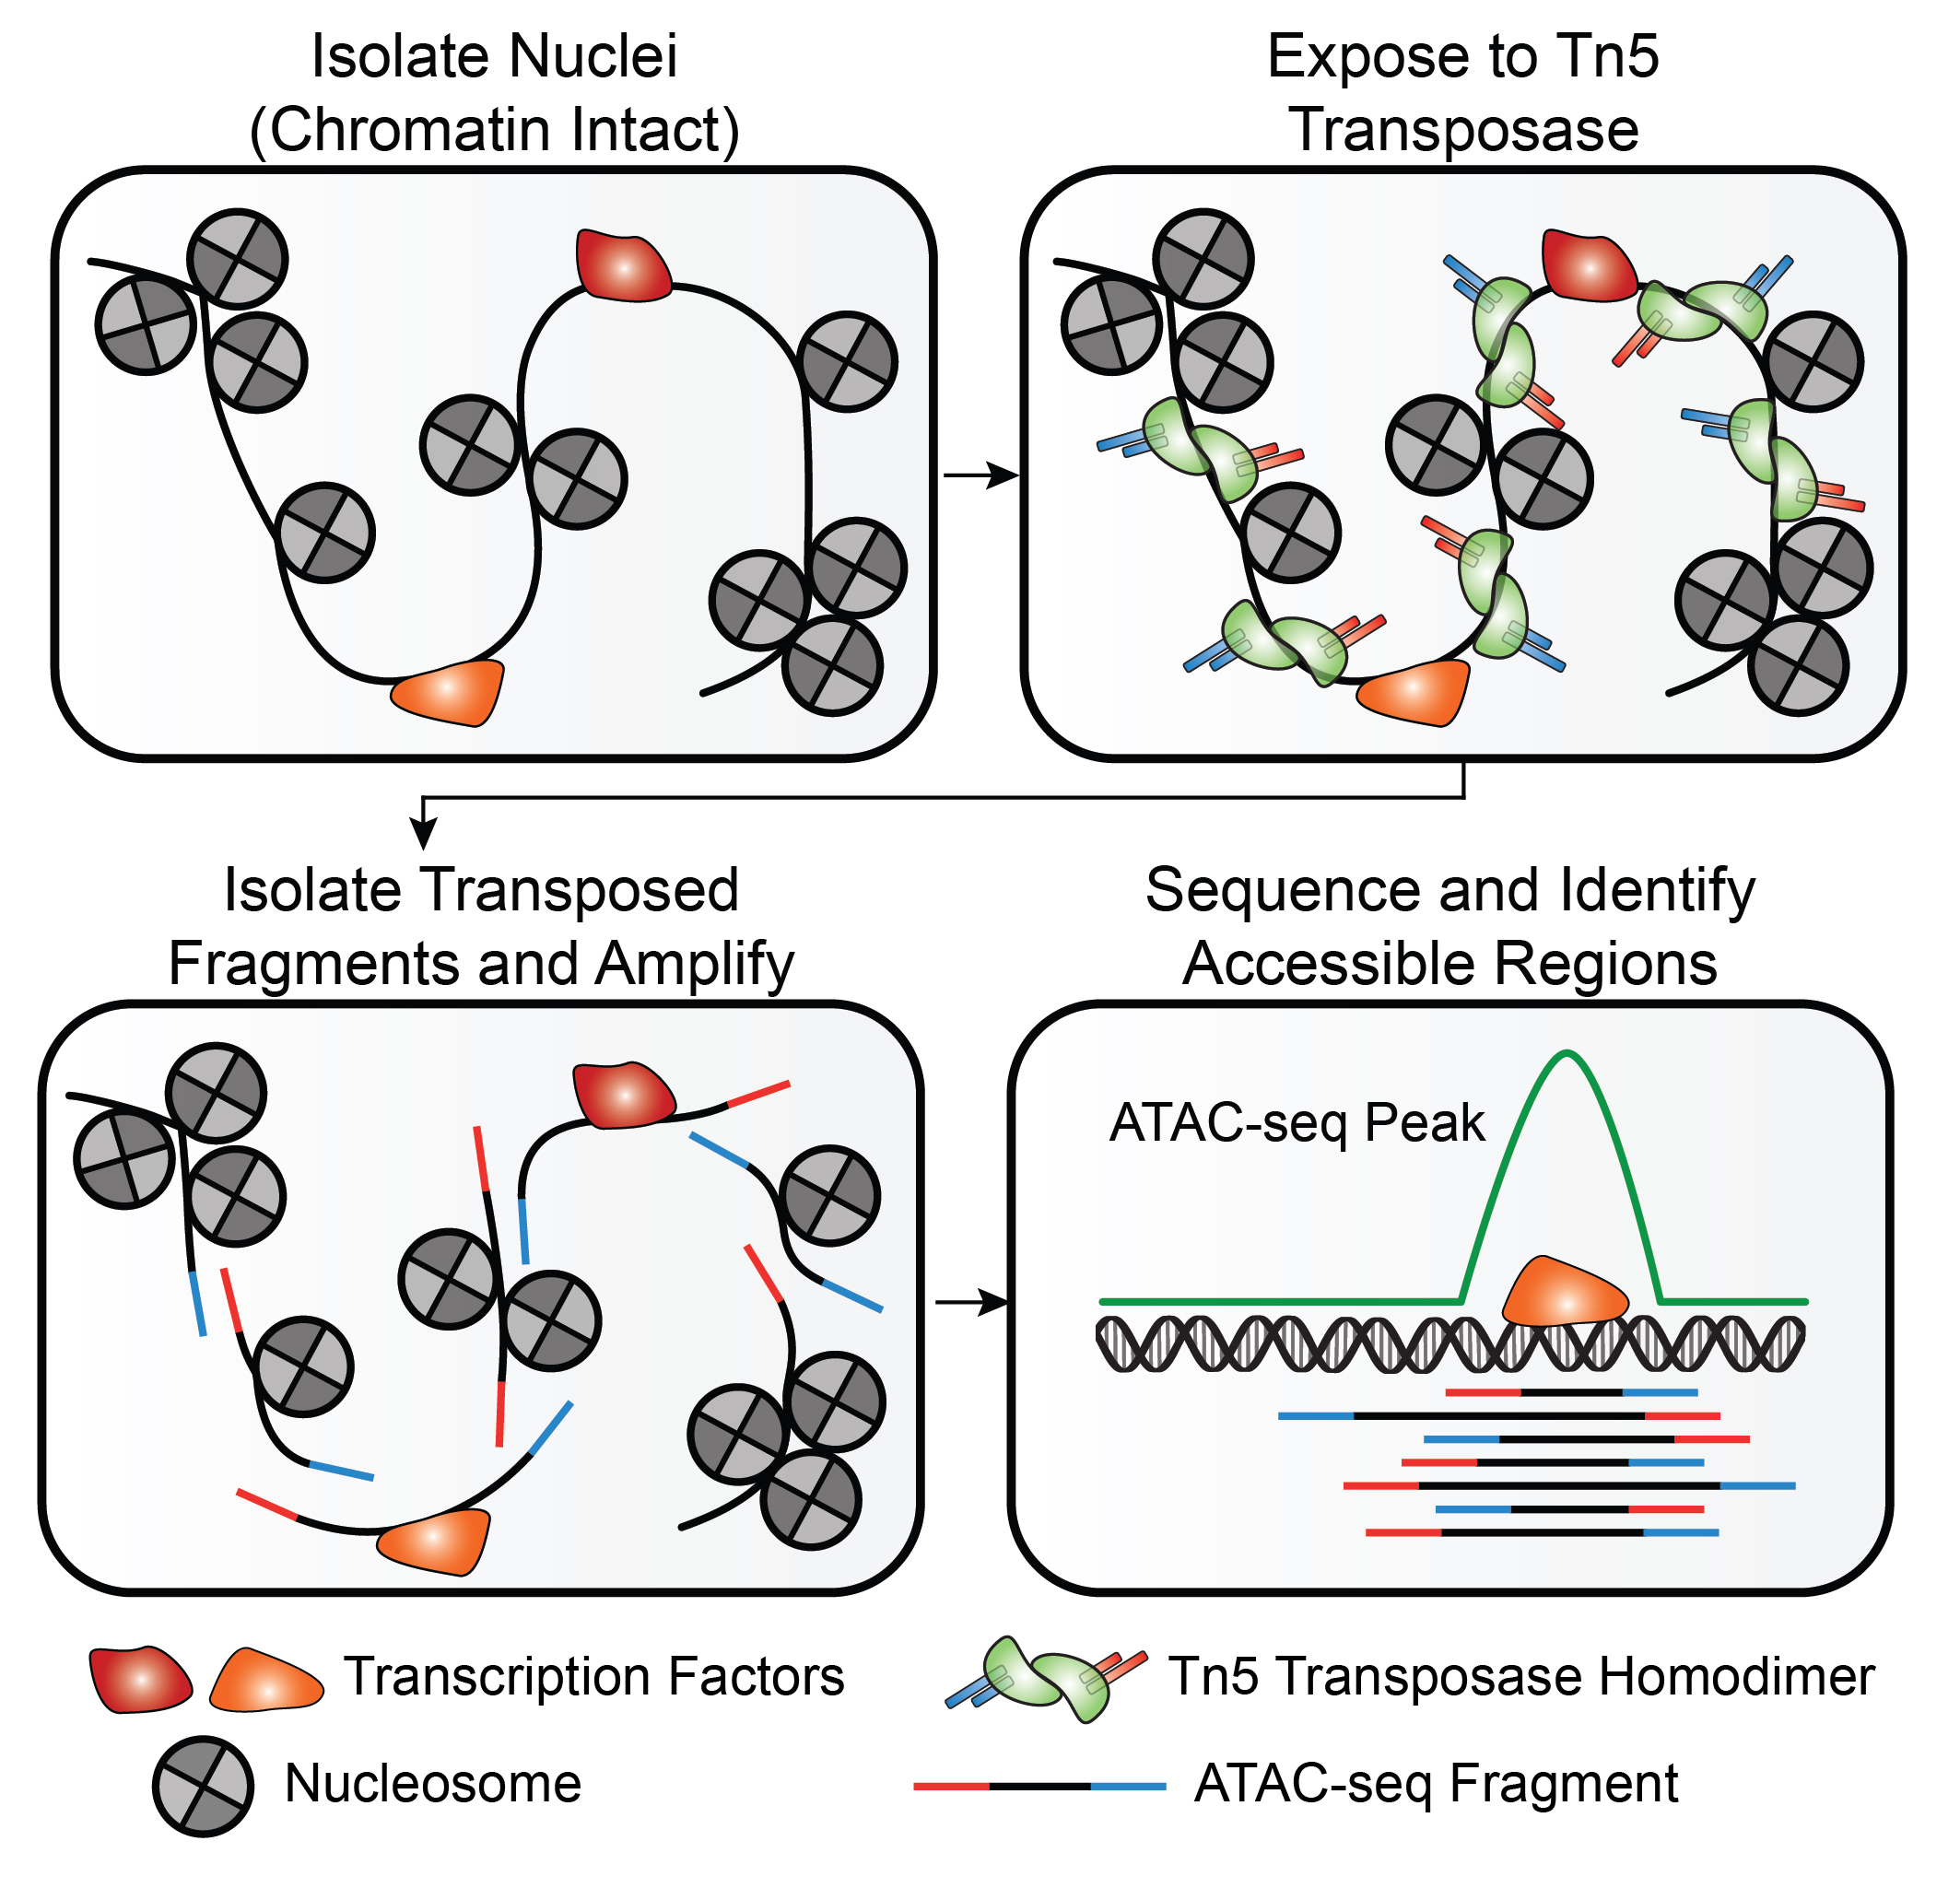 Isolate Nuclei
(Chromatin Intact)
Expose to Tn5
Transposase
Isolate Transposed
Fragments and Amplify
Sequence and Identify
Accessible Regions
ATAC-seq Peak
Transcription Factors
Tn5 Transposase Homodimer
Nucleosome
ATAC-seq Fragment